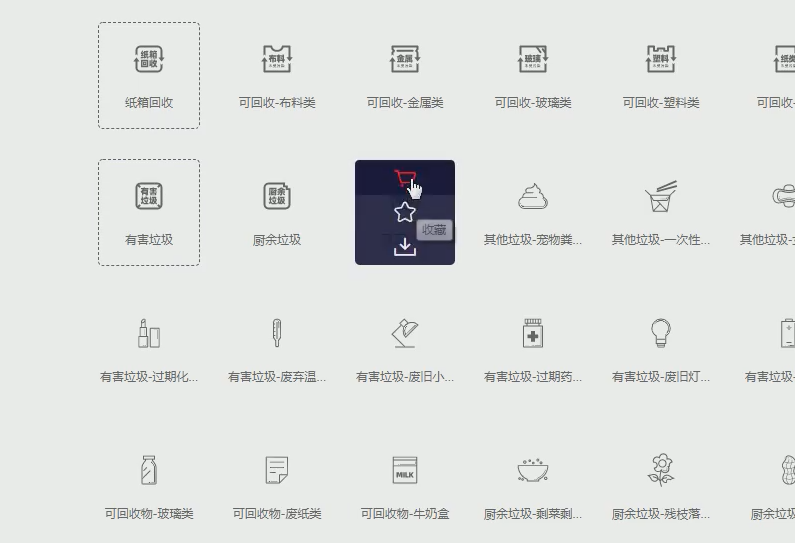 纸箱
回收
布料
金属
玻璃
塑料
纸类
纸箱回收
可回收-布料类
可回收-金属类
可回收-玻璃类
可回收-塑料类
可回收-
有害
垃圾
厨余
垃圾
收藏
有害垃圾
厨余垃圾
其他垃圾-宠物粪...
其他垃圾-一次性...
其他垃圾-
有害垃圾-过期化...
有害垃圾-废弃温...
有害垃圾-废旧小...
有害垃圾-过期药...
有害垃圾-废旧灯...
有害垃圾-
MILK
可回收物-玻璃类
可回收物-废纸类
可回收物-牛奶盒
厨余垃圾-剩菜剩...
厨余垃圾-残枝落...
厨余垃圾